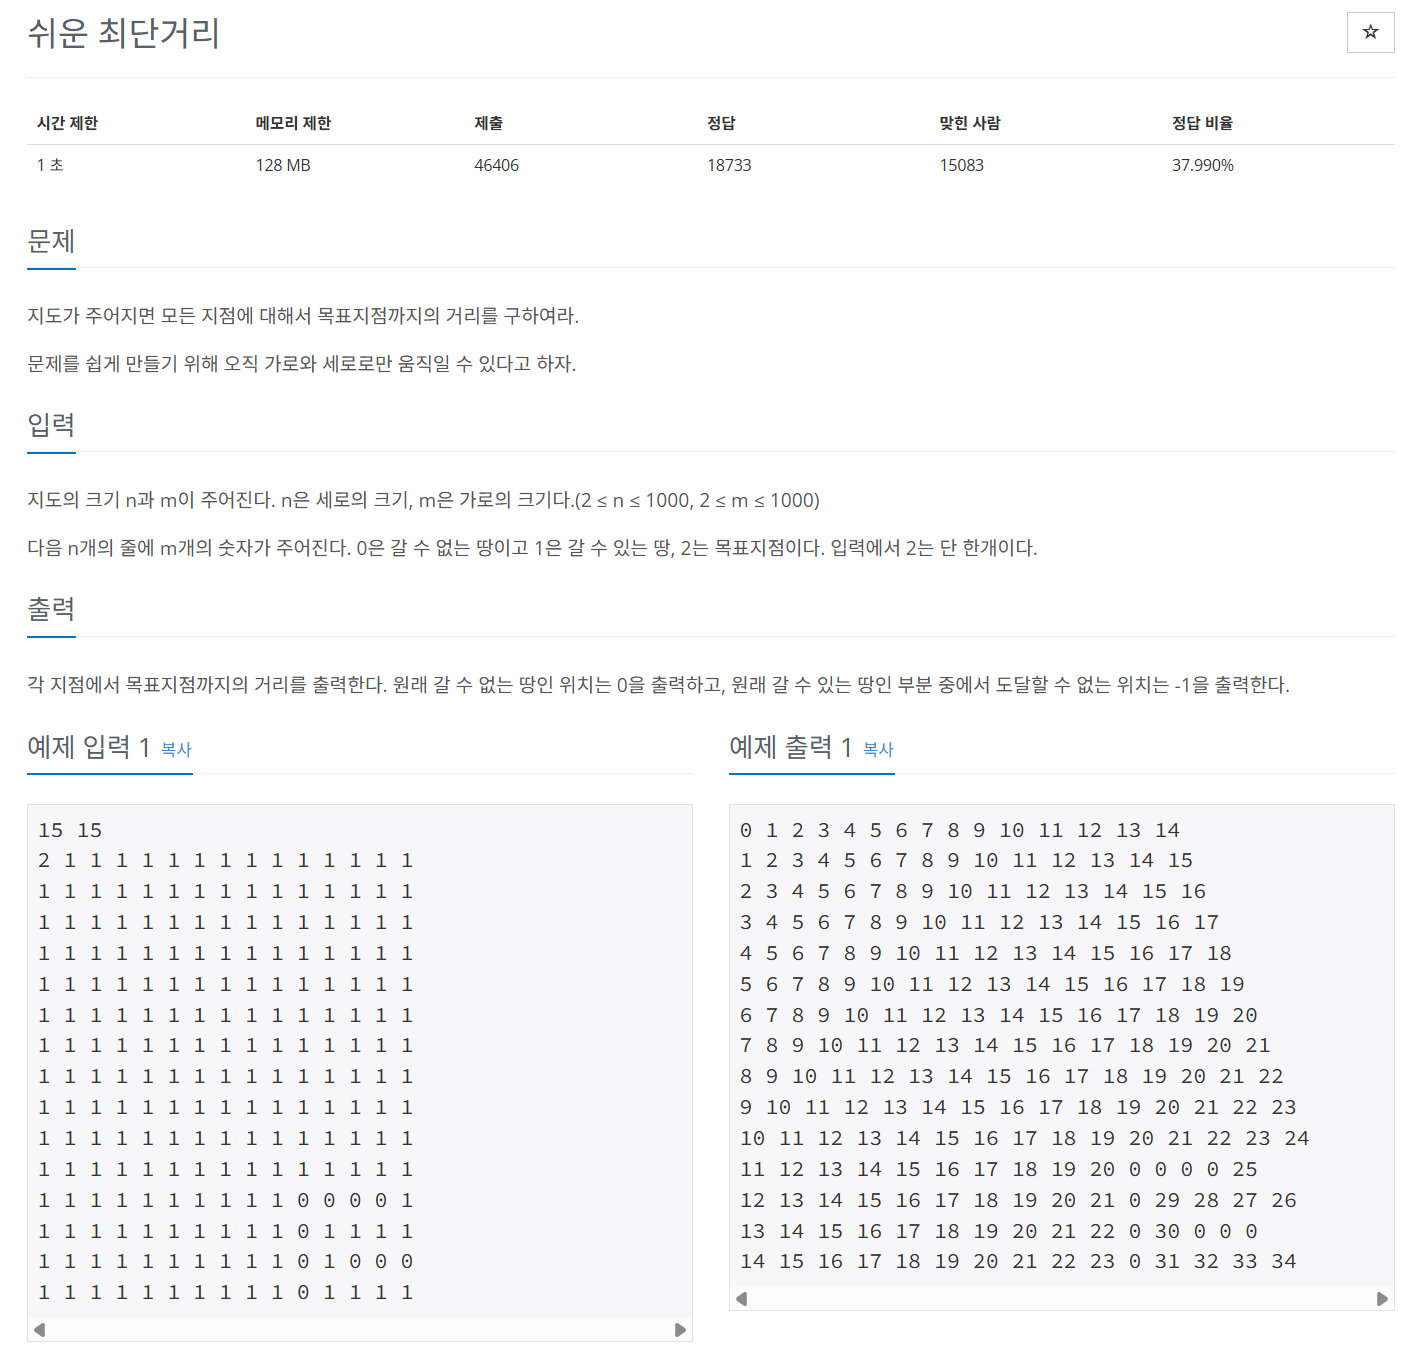 쉬운 최단거리
☆
시간 제한 메모리 제한 제출 정답 맞힌 사람 정답 비율
1 초 128 MB 46406 18733 15083 37.990%
문제
지도가 주어지면 모든 지점에 대해서 목표지점까지의 거리를 구하여라.
문제를 쉽게 만들기 위해 오직 가로와 세로로만 움직일 수 있다고 하자.
입력
지도의 크기 n과 m이 주어진다. n은 세로의 크기, m은 가로의 크기다.(2 ≤ n ≤ 1000, 2 ≤ m ≤ 1000)
다음 n개의 줄에 m개의 숫자가 주어진다. 0은 갈 수 없는 땅이고 1은 갈 수 있는 땅, 2는 목표지점이다. 입력에서 2는 단 한개이다.
출력
각 지점에서 목표지점까지의 거리를 출력한다. 원래 갈 수 없는 땅인 위치는 0을 출력하고, 원래 갈 수 있는 땅인 부분 중에서 도달할 수 없는 위치는 -1을 출력한다.
예제 입력 1 복사
15 15
2 1 1 1 1 1 1 1 1 1 1 1 1 1 1
1 1 1 1 1 1 1 1 1 1 1 1 1 1 1
1 1 1 1 1 1 1 1 1 1 1 1 1 1 1
1 1 1 1 1 1 1 1 1 1 1 1 1 1 1
1 1 1 1 1 1 1 1 1 1 1 1 1 1 1
1 1 1 1 1 1 1 1 1 1 1 1 1 1 1
1 1 1 1 1 1 1 1 1 1 1 1 1 1 1
1 1 1 1 1 1 1 1 1 1 1 1 1 1 1
1 1 1 1 1 1 1 1 1 1 1 1 1 1 1
1 1 1 1 1 1 1 1 1 1 1 1 1 1 1
1 1 1 1 1 1 1 1 1 1 1 1 1 1 1
1 1 1 1 1 1 1 1 1 1 0 0 0 0 1
1 1 1 1 1 1 1 1 1 1 0 1 1 1 1
1 1 1 1 1 1 1 1 1 1 0 1 0 0 0
1 1 1 1 1 1 1 1 1 1 0 1 1 1 1
예제 출력 1 복사
0 1 2 3 4 5 6 7 8 9 10 11 12 13 14
1 2 3 4 5 6 7 8 9 10 11 12 13 14 15
2 3 4 5 6 7 8 9 10 11 12 13 14 15 16
3 4 5 6 7 8 9 10 11 12 13 14 15 16 17
4 5 6 7 8 9 10 11 12 13 14 15 16 17 18
5 6 7 8 9 10 11 12 13 14 15 16 17 18 19
6 7 8 9 10 11 12 13 14 15 16 17 18 19 20
7 8 9 10 11 12 13 14 15 16 17 18 19 20 21
8 9 10 11 12 13 14 15 16 17 18 19 20 21 22
9 10 11 12 13 14 15 16 17 18 19 20 21 22 23
10 11 12 13 14 15 16 17 18 19 20 21 22 23 24
11 12 13 14 15 16 17 18 19 20 0 0 0 0 25
12 13 14 15 16 17 18 19 20 21 0 29 28 27 26
13 14 15 16 17 18 19 20 21 22 0 30 0 0 0
14 15 16 17 18 19 20 21 22 23 0 31 32 33 34